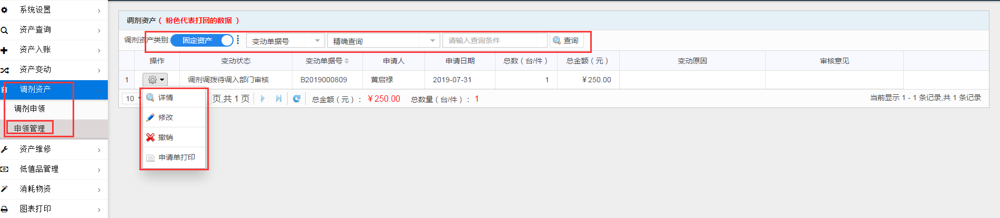 系统设置
资产查询
资产入账
资产变动
调剂资产
调剂申领
申领管理
资产维修
低值品管理
消耗物资
图表打印
调剂资产（ 粉色代表打回的数据 ）
调剂资产类别: 固定资产 变动单据号 精确查询 请输入查询条件 查询
操作 变动状态 变动单据号 申请人 申请日期 总数（台/件） 总金额（元） 变动原因 审核意见
1 调剂调拨待调入部门审核 B2019000809 黄启禄 2019-07-31 1 ￥250.00
10 页,共 1 页 总金额（元）: ￥250.00 总数量（台/件）: 1 当前显示 1 - 1 条记录,共 1 条记录
详情
修改
撤销
申请单打印